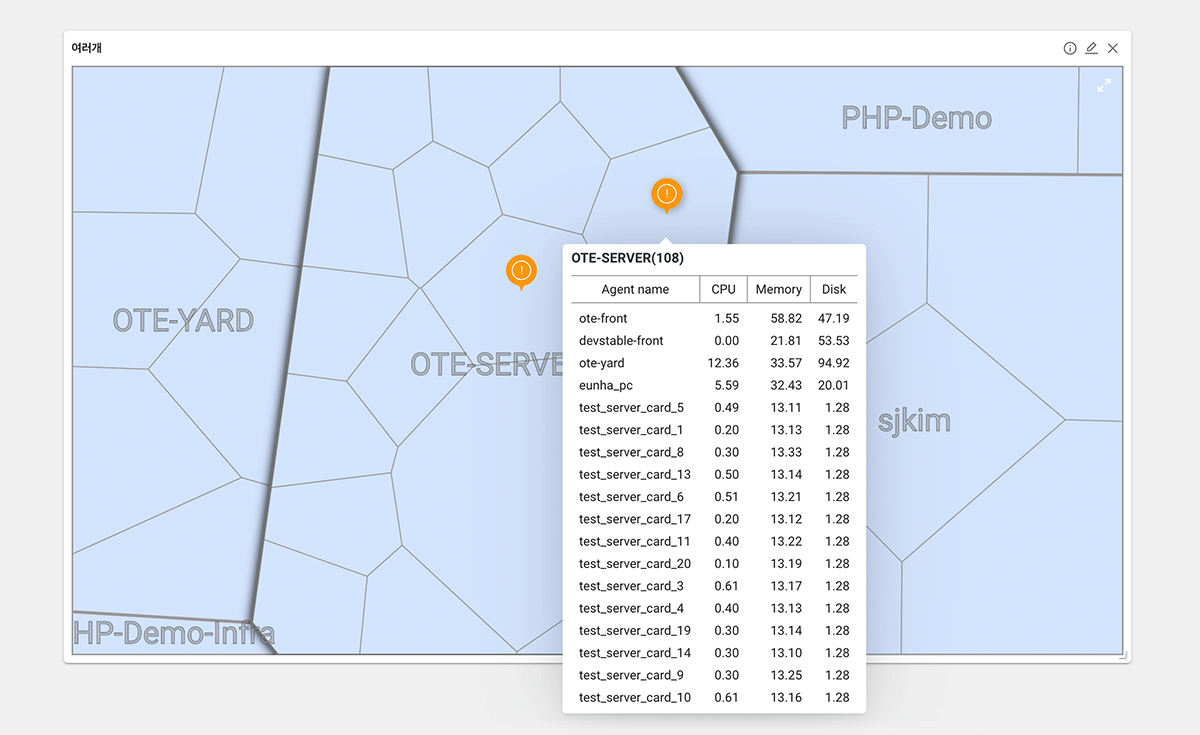 여러개
PHP-Demo
OTE-YARD
OTE-SERVE
sjkim
HP-Demo-Infra
OTE-SERVER(108)
Agent name CPU Memory Disk
ote-front 1.55 58.82 47.19
devstable-front 0.00 21.81 53.53
ote-yard 12.36 33.57 94.92
eunha_pc 5.59 32.43 20.01
test_server_card_5 0.49 13.11 1.28
test_server_card_1 0.20 13.13 1.28
test_server_card_8 0.30 13.33 1.28
test_server_card_13 0.50 13.14 1.28
test_server_card_6 0.51 13.21 1.28
test_server_card_17 0.20 13.12 1.28
test_server_card_11 0.40 13.22 1.28
test_server_card_20 0.10 13.19 1.28
test_server_card_3 0.61 13.17 1.28
test_server_card_4 0.40 13.13 1.28
test_server_card_19 0.30 13.14 1.28
test_server_card_14 0.30 13.10 1.28
test_server_card_9 0.30 13.25 1.28
test_server_card_10 0.61 13.16 1.28